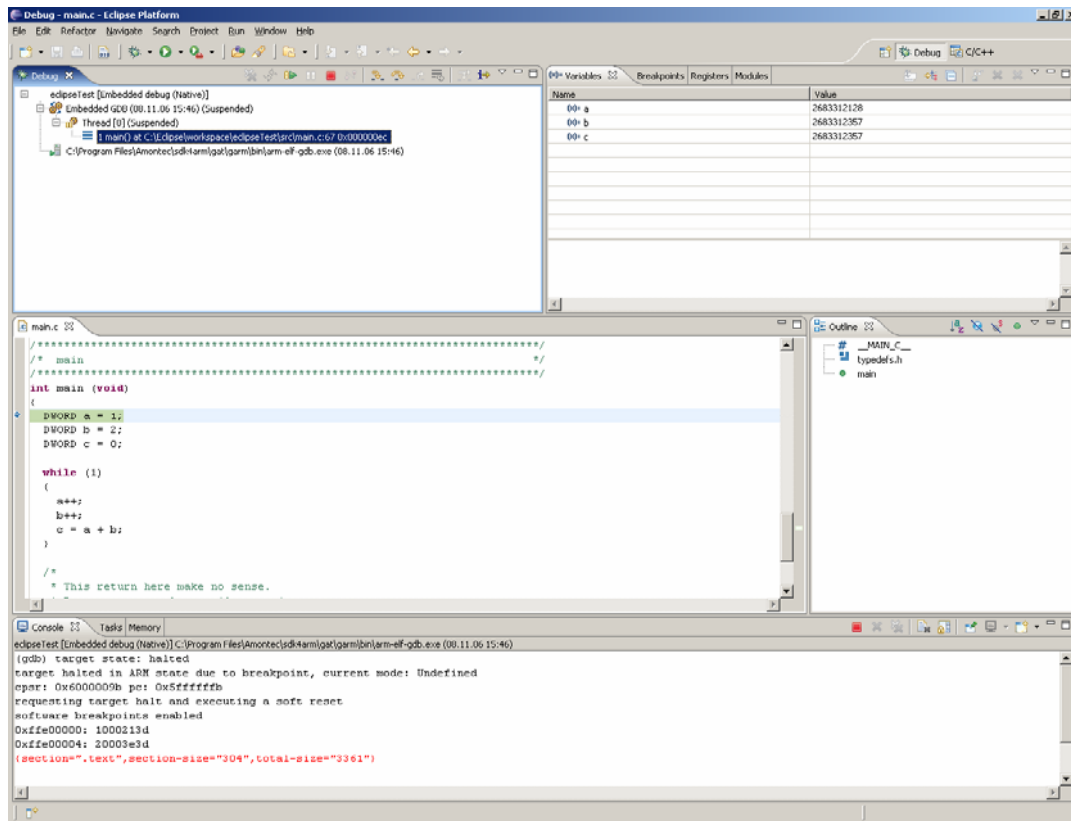 Debug - main.c - Eclipse Platform
File Edit Refactor Navigate Search Project Run Window Help
Debug C/C++
Debug
eclipseTest [Embedded debug (Native)]
Embedded GDB (08.11.06 15:46) (Suspended)
Thread [0] (Suspended)
1 main() at C:\Eclipse\workspace\eclipseTest\src\main.c:67 0x000000ec
C:\Program Files\Amontec\sdk4arm\gat\garm\bin\arm-elf-gdb.exe (08.11.06 15:46)
Variables Breakpoints Registers Modules
Name Value
a 2683312128
b 2683312357
c 2683312357
main.c
/****************************************************************************/
/* main */
/****************************************************************************/
int main (void)
{
DWORD a = 1;
DWORD b = 2;
DWORD c = 0;
while (1)
{
a++;
b++;
c = a + b;
}
/*
* This return here make no sense.
Outline
# __MAIN_C__
typedefs.h
main
Console Tasks Memory
eclipseTest [Embedded debug (Native)] C:\Program Files\Amontec\sdk4arm\gat\garm\bin\arm-elf-gdb.exe (08.11.06 15:46)
(gdb) target state: halted
target halted in ARM state due to breakpoint, current mode: Undefined
cpsr: 0x6000009b pc: 0x5ffffffb
requesting target halt and executing a soft reset
software breakpoints enabled
0xffe00000: 1000213d
0xffe00004: 20003e3d
{section=".text",section-size="304",total-size="3361"}